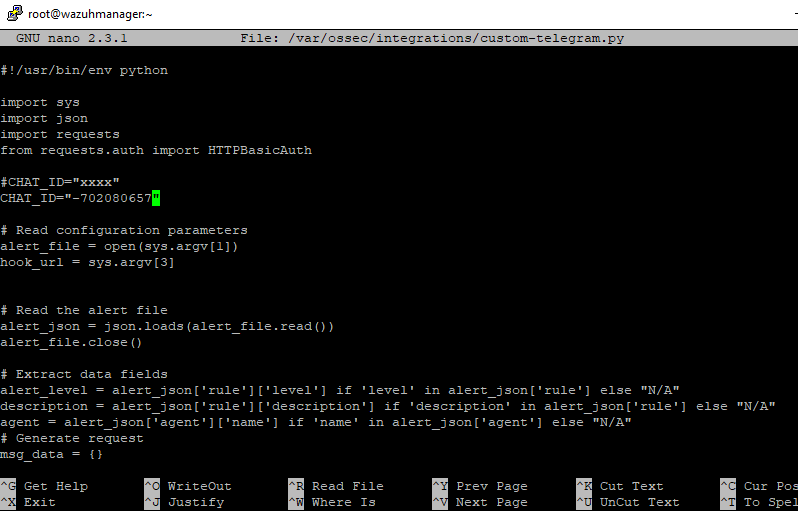 root@wazuhmanager:~
GNU nano 2.3.1 File: /var/ossec/integrations/custom-telegram.py
#!/usr/bin/env python
import sys
import json
import requests
from requests.auth import HTTPBasicAuth
#CHAT_ID="xxxx"
CHAT_ID="-702080657"
# Read configuration parameters
alert_file = open(sys.argv[1])
hook_url = sys.argv[3]
# Read the alert file
alert_json = json.loads(alert_file.read())
alert_file.close()
# Extract data fields
alert_level = alert_json['rule']['level'] if 'level' in alert_json['rule'] else "N/A"
description = alert_json['rule']['description'] if 'description' in alert_json['rule'] else "N/A"
agent = alert_json['agent']['name'] if 'name' in alert_json['agent'] else "N/A"
# Generate request
msg_data = {}
^G Get Help ^O WriteOut ^R Read File ^Y Prev Page ^K Cut Text ^C Cur Pos
^X Exit ^J Justify ^W Where Is ^V Next Page ^U UnCut Text ^T To Spel